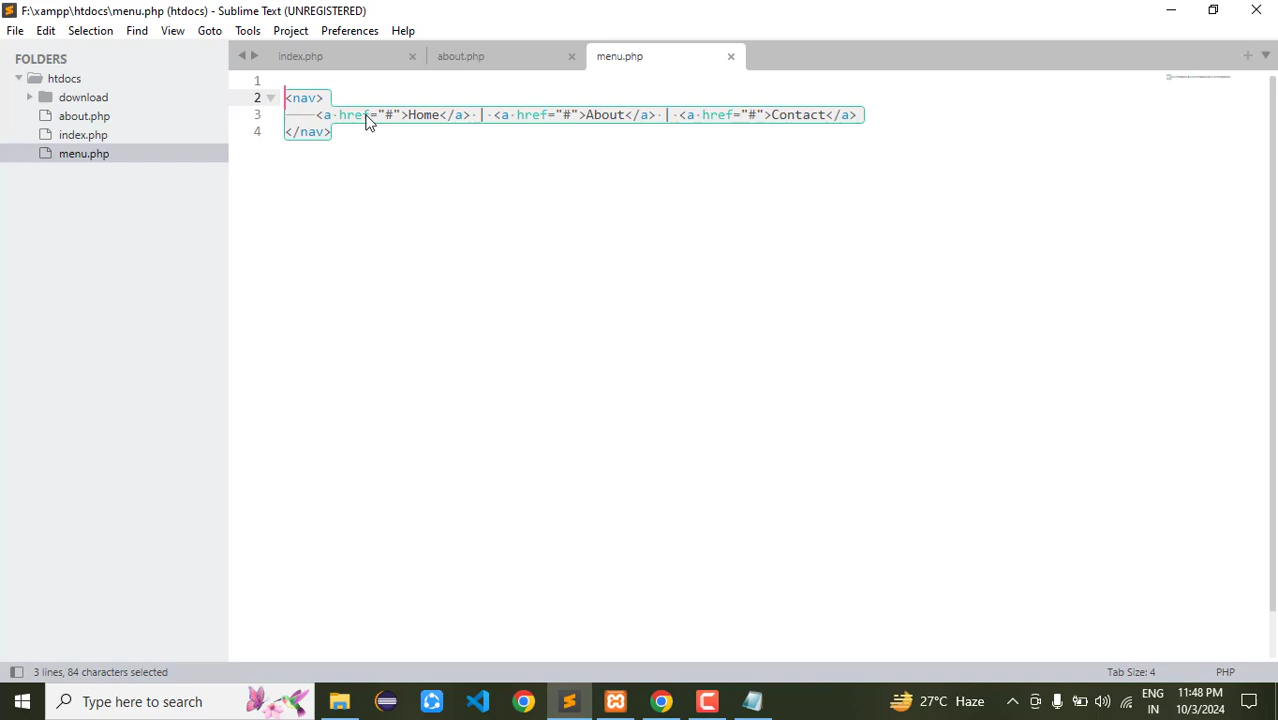 F:\xampp\htdocs\menu.php (htdocs) - Sublime Text (UNREGISTERED)
File Edit Selection Find View Goto Tools Project Preferences Help
FOLDERS
htdocs
download
about.php
index.php
menu.php
index.php about.php menu.php
1
2 <nav>
3 <a href="#">Home</a> | <a href="#">About</a> | <a href="#">Contact</a>
4 </nav>
3 lines, 84 characters selected
Tab Size: 4 PHP
Type here to search
27°C Haze
ENG
IN
11:48 PM
10/3/2024